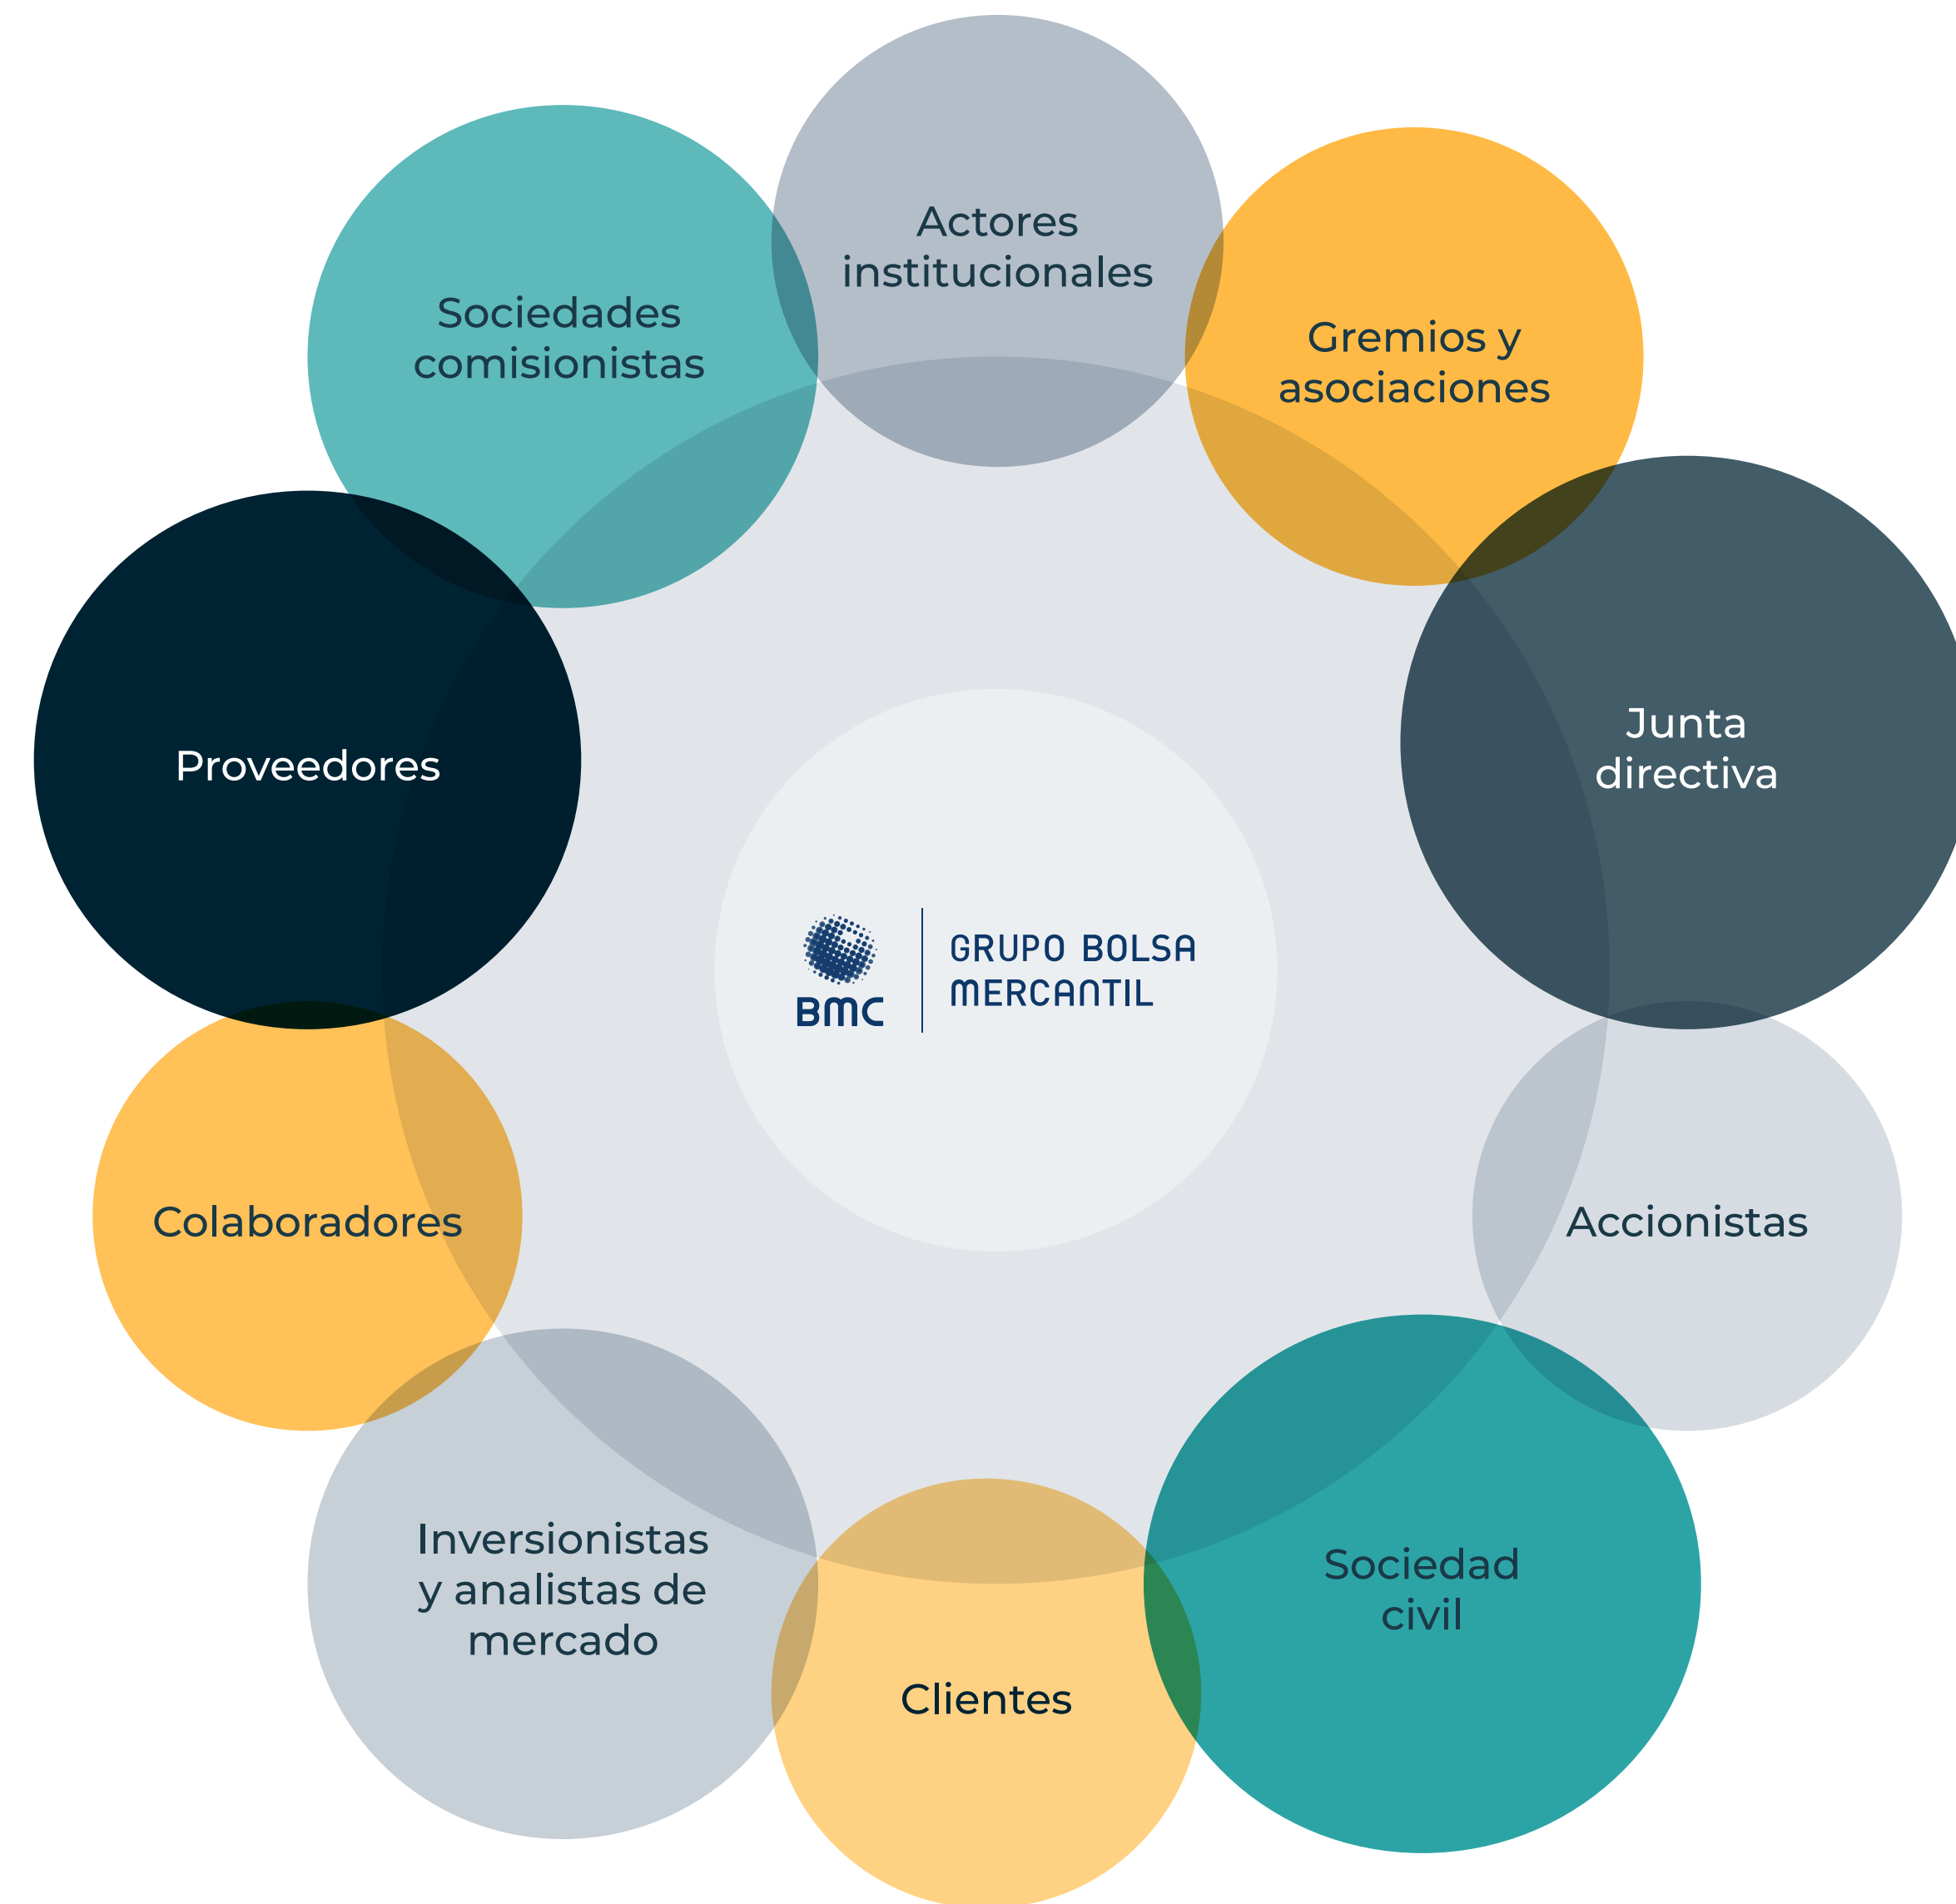 Actores
institucionales
Sociedades
comisionistas
Gremios y
asociaciones
Junta
directiva
Proveedores
GRUPO BOLSA
MERCANTIL
BMC
Colaboradores
Accionistas
Inversionistas
y analistas de
mercado
Sociedad
civil
Clientes